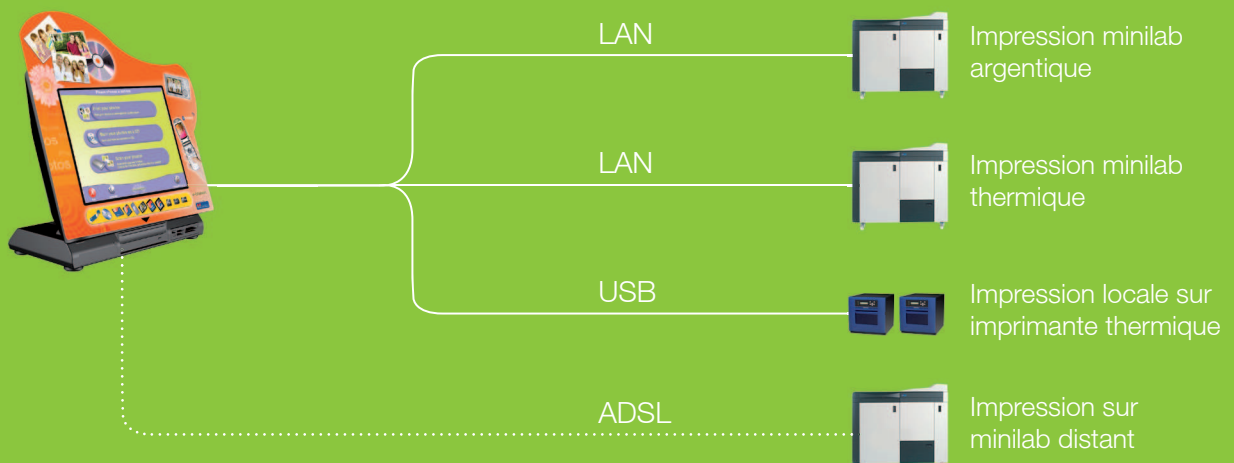 LAN
Impression minilab
argentique
LAN
Impression minilab
thermique
USB
Impression locale sur
imprimante thermique
ADSL
Impression sur
minilab distant